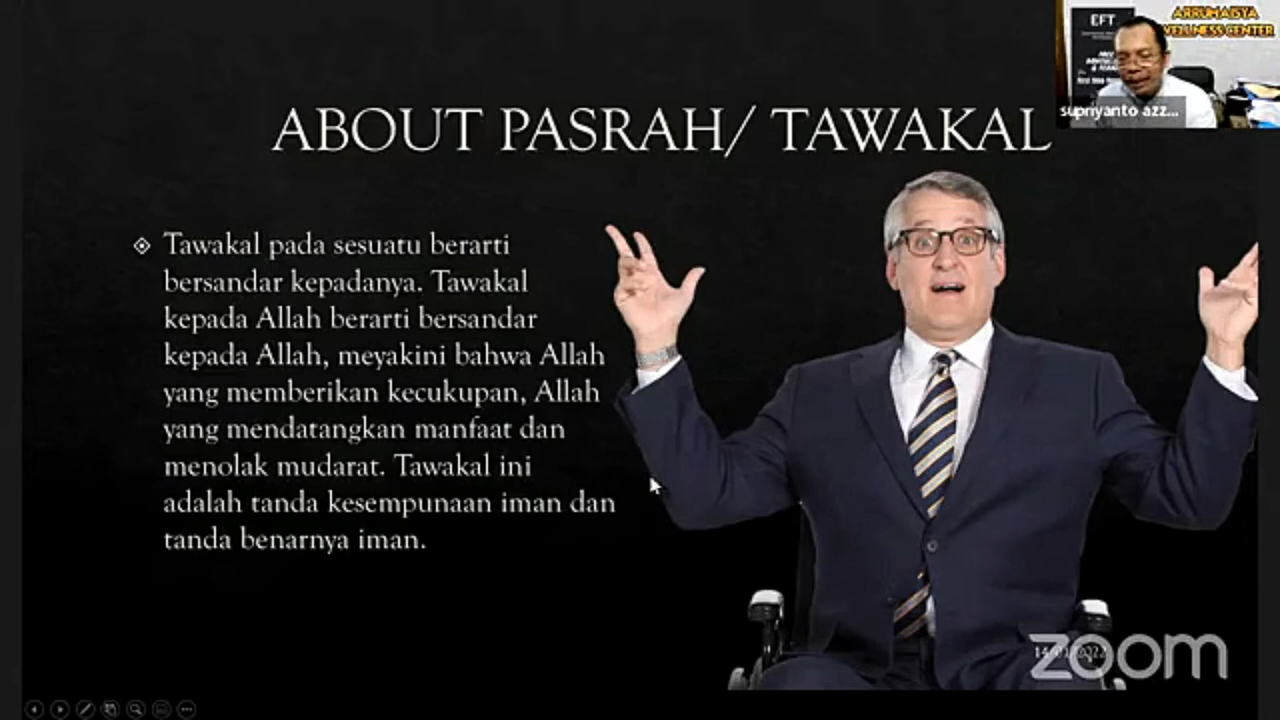 EFT
ARRUMAISYA
WELLNESS CENTER
supriyanto azz...
ABOUT PASRAH/ TAWAKAL
Tawakal pada sesuatu berarti
bersandar kepadanya. Tawakal
kepada Allah berarti bersandar
kepada Allah, meyakini bahwa Allah
yang memberikan kecukupan, Allah
yang mendatangkan manfaat dan
menolak mudarat. Tawakal ini
adalah tanda kesempunaan iman dan
tanda benarnya iman.
zoom